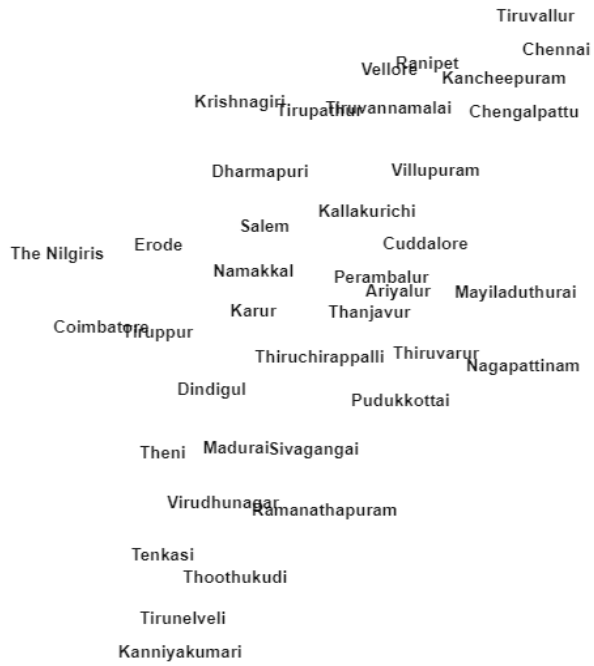 Tiruvallur
Chennai
Ranipet
Vellore
Kancheepuram
Krishnagiri
Tirupathur
Tiruvannamalai
Chengalpattu
Dharmapuri
Villupuram
Kallakurichi
Salem
Cuddalore
Erode
The Nilgiris
Namakkal
Perambalur
Ariyalur
Mayiladuthurai
Karur
Thanjavur
Coimbatore
Tiruppur
Thiruchirappalli
Thiruvarur
Nagapattinam
Dindigul
Pudukkottai
Theni
Madurai
Sivagangai
Virudhunagar
Ramanathapuram
Tenkasi
Thoothukudi
Tirunelveli
Kanniyakumari